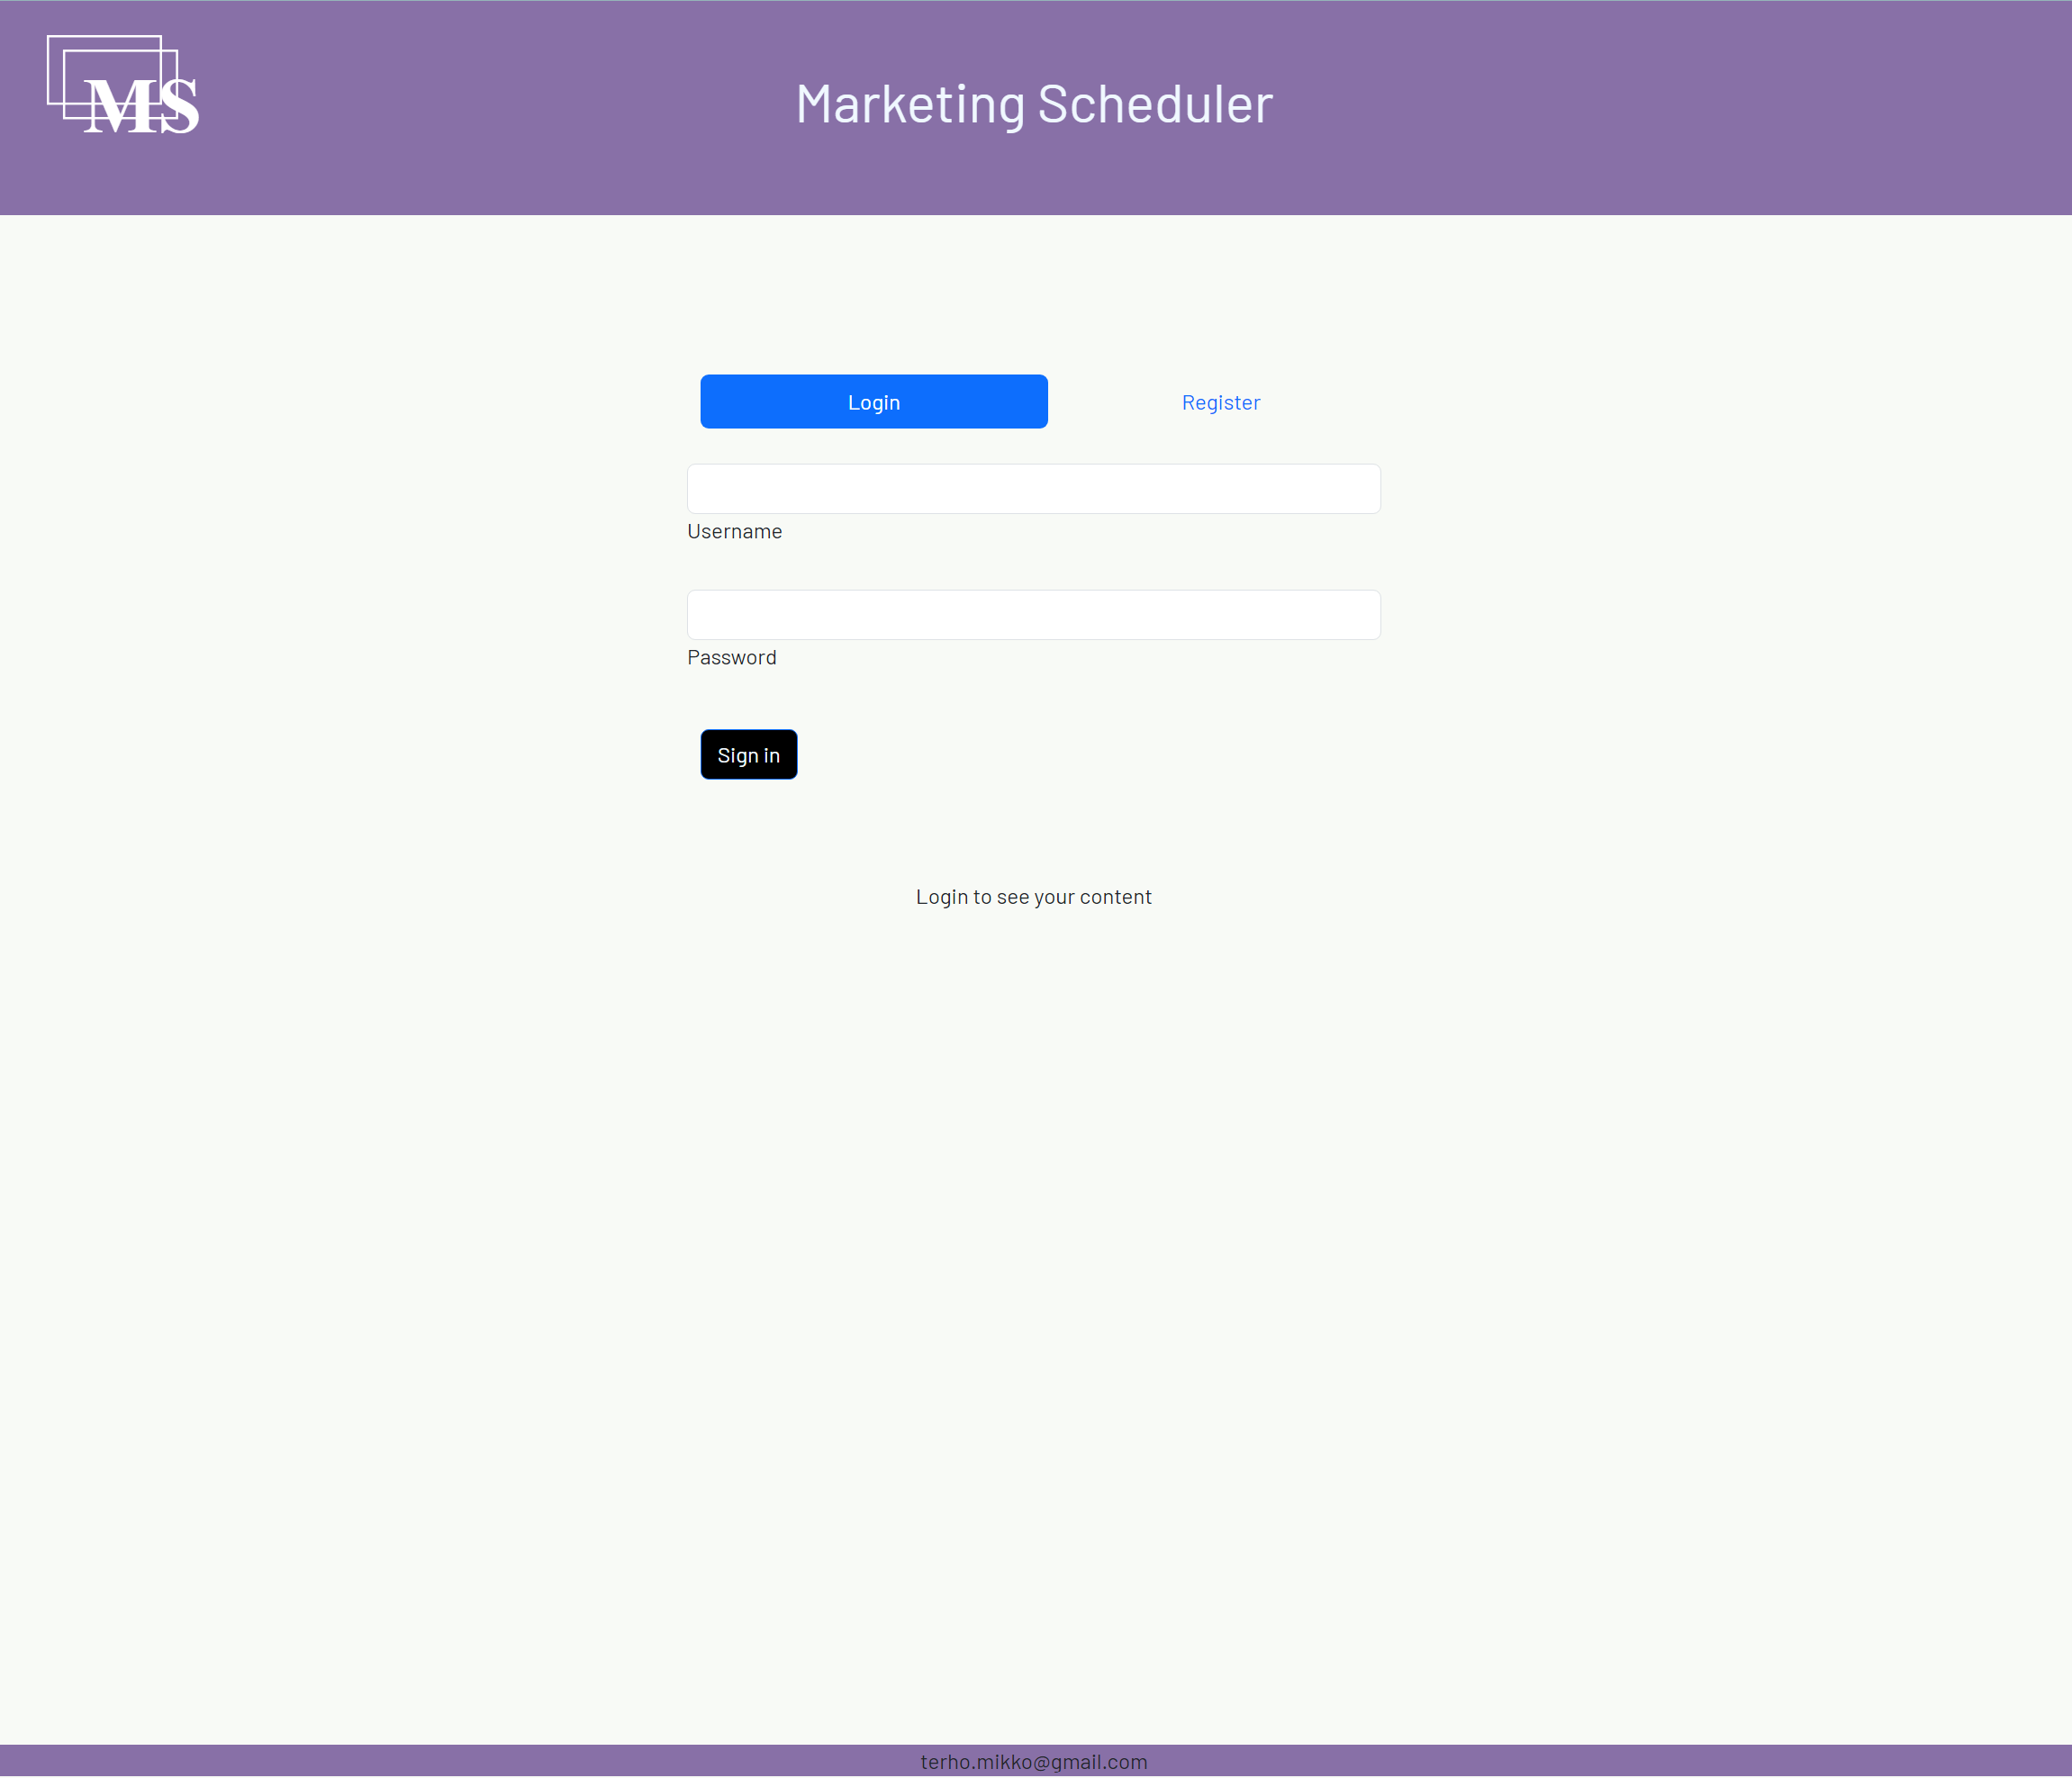 MS
Marketing Scheduler
Login
Register
Username
Password
Sign in
Login to see your content
terho.mikko@gmail.com